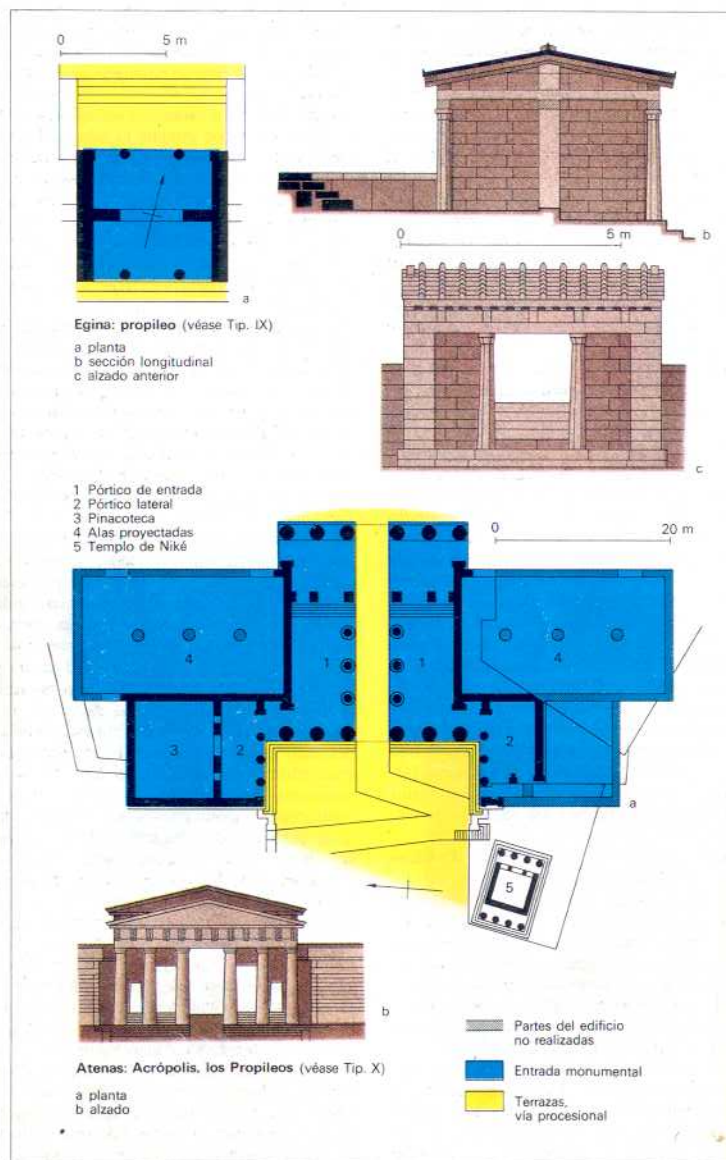 0 5 m
a
b
0 5 m
Egina: propileo (véase Tip. IX)
a planta
b sección longitudinal
c alzado anterior
c
1 Pórtico de entrada
2 Pórtico lateral
3 Pinacoteca
4 Alas proyectadas
5 Templo de Niké
0 20 m
4
1
1
4
3
2
2
a
5
b
Partes del edificio
no realizadas
Entrada monumental
Terrazas,
vía procesional
Atenas: Acrópolis, los Propileos (véase Tip. X)
a planta
b alzado